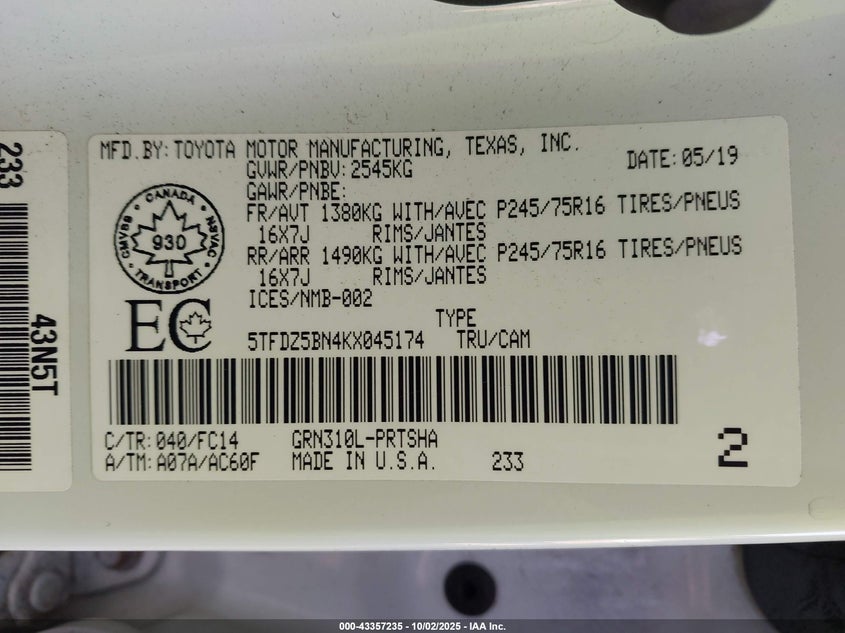 233
43N5T
MFD.BY: TOYOTA MOTOR MANUFACTURING, TEXAS, INC.
DATE: 05/19
GVWR/PNBV: 2545KG
GAWR/PNBE:
FR/AVT 1380KG WITH/AVEC P245/75R16 TIRES/PNEUS
16X7J RIMS/JANTES
RR/ARR 1490KG WITH/AVEC P245/75R16 TIRES/PNEUS
16X7J RIMS/JANTES
ICES/NMB-002
CANADA
CMVSS
NSVAC
930
TRANSPORT
EC
TYPE
5TFDZ5BN4KX045174 TRU/CAM
C/TR: 040/FC14 GRN310L-PRTSHA
A/TM: A07A/AC60F MADE IN U.S.A. 233
2
000-43357235 - 10/02/2025 - IAA Inc.